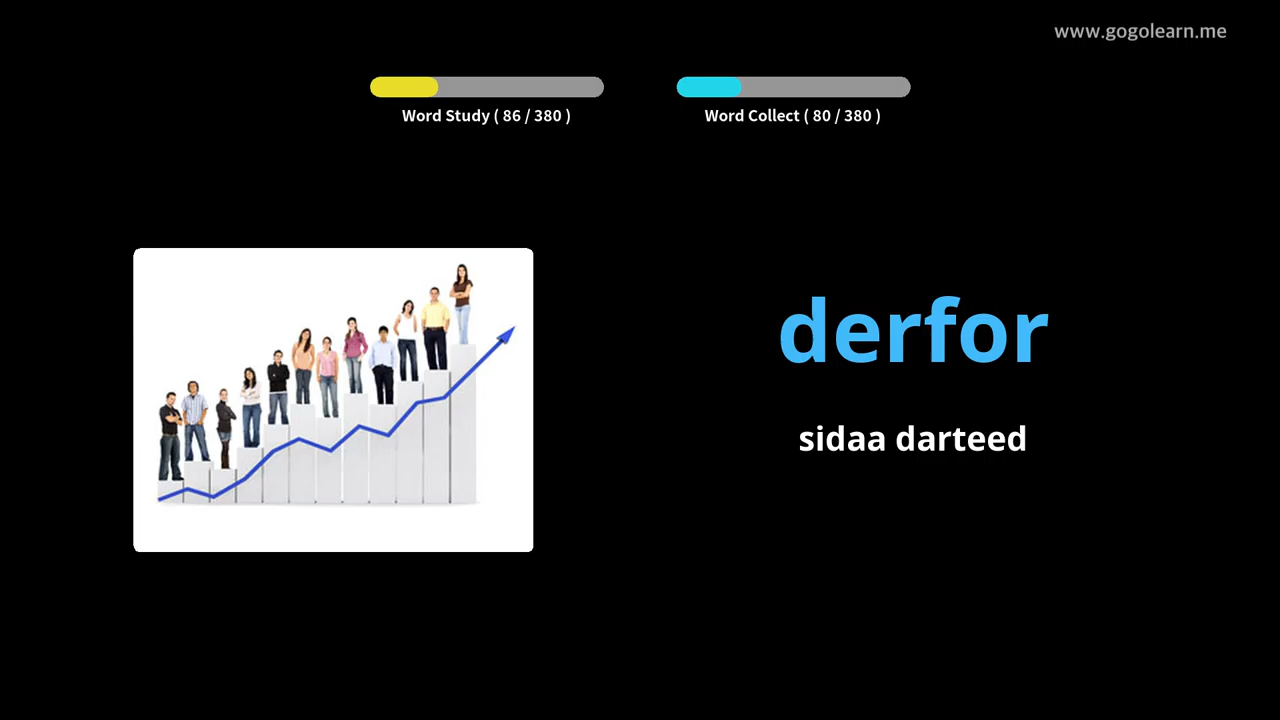 www.gogolearn.me
Word Study ( 86 / 380 )
Word Collect ( 80 / 380 )
derfor
sidaa darteed